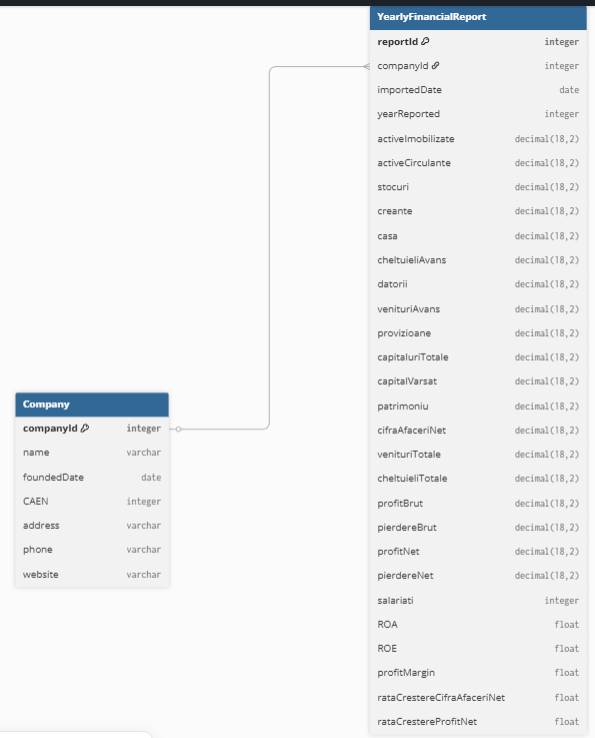 YearlyFinancialReport
reportId integer
companyId integer
importedDate date
yearReported integer
activeImobilizate decimal(18,2)
activeCirculante decimal(18,2)
stocuri decimal(18,2)
creante decimal(18,2)
casa decimal(18,2)
cheltuieliAvans decimal(18,2)
datorii decimal(18,2)
venituriAvans decimal(18,2)
provizioane decimal(18,2)
capitaluriTotale decimal(18,2)
capitalVarsat decimal(18,2)
patrimoniu decimal(18,2)
cifraAfaceriNet decimal(18,2)
venituriTotale decimal(18,2)
cheltuieliTotale decimal(18,2)
profitBrut decimal(18,2)
pierdereBrut decimal(18,2)
profitNet decimal(18,2)
pierdereNet decimal(18,2)
salariati integer
ROA float
ROE float
profitMargin float
rataCrestereCifraAfaceriNet float
rataCrestereProfitNet float
Company
companyId integer
name varchar
foundedDate date
CAEN integer
address varchar
phone varchar
website varchar